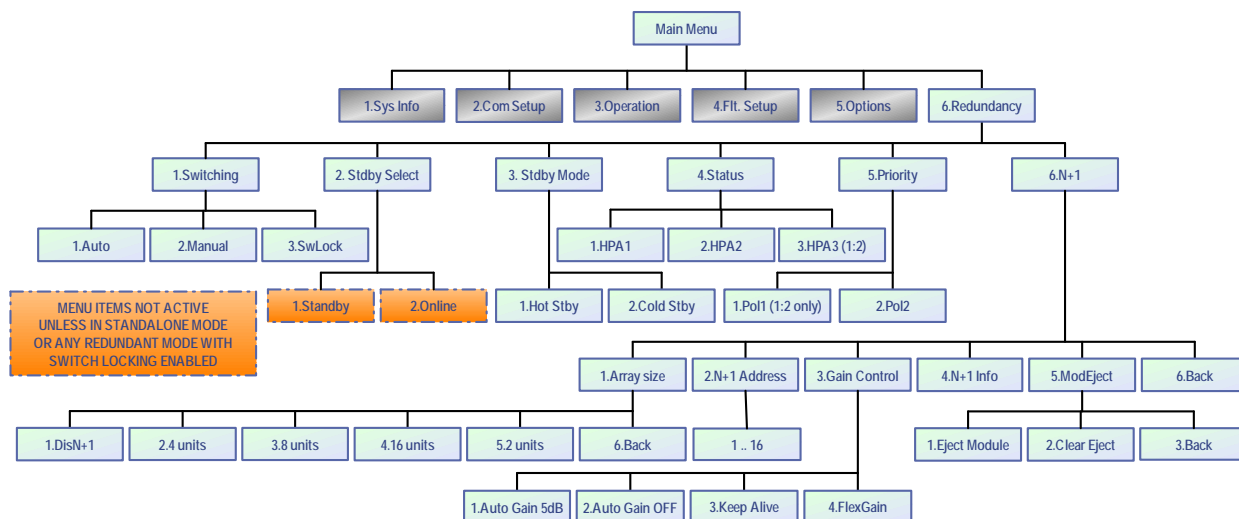 Main Menu
1.Sys Info
2.Com Setup
3.Operation
4.Flt. Setup
5.Options
6.Redundancy
1.Switching
2. Stdby Select
3. Stdby Mode
4.Status
5.Priority
6.N+1
1.Auto
2.Manual
3.SwLock
1.HPA1
2.HPA2
3.HPA3 (1:2)
MENU ITEMS NOT ACTIVE
UNLESS IN STANDALONE MODE
OR ANY REDUNDANT MODE WITH
SWITCH LOCKING ENABLED
1.Standby
2.Online
1.Hot Stby
2.Cold Stby
1.Pol1 (1:2 only)
2.Pol2
1.Array size
2.N+1 Address
3.Gain Control
4.N+1 Info
5.ModEject
6.Back
1.DisN+1
2.4 units
3.8 units
4.16 units
5.2 units
6.Back
1 .. 16
1.Eject Module
2.Clear Eject
3.Back
1.Auto Gain 5dB
2.Auto Gain OFF
3.Keep Alive
4.FlexGain